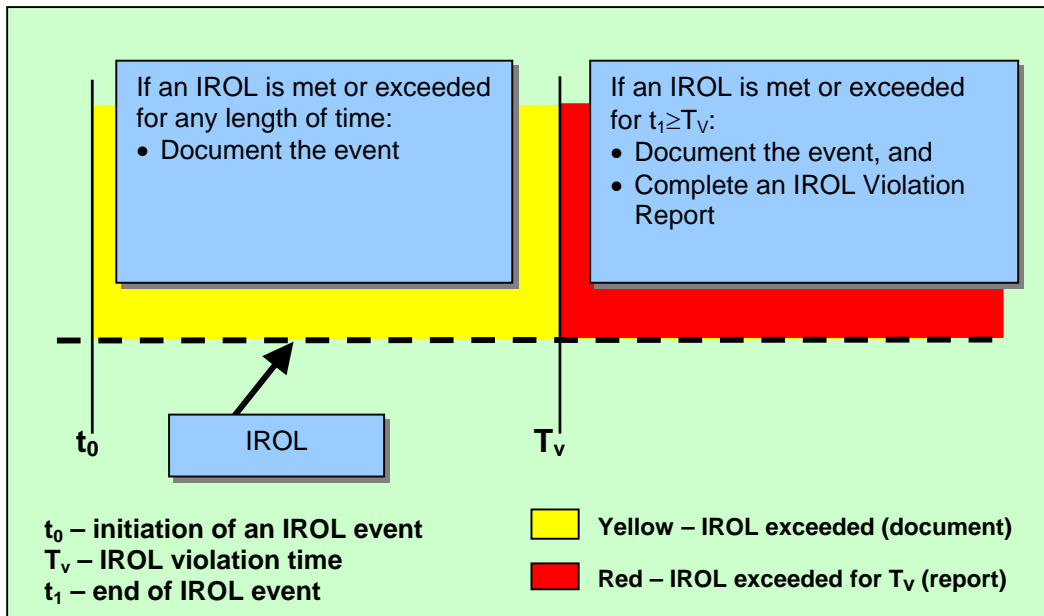 If an IROL is met or exceeded
for any length of time:
• Document the event
If an IROL is met or exceeded
for t₁≥Tᵥ:
• Document the event, and
• Complete an IROL Violation
Report
t₀
IROL
Tᵥ
t₀ – initiation of an IROL event
Tᵥ – IROL violation time
t₁ – end of IROL event
Yellow – IROL exceeded (document)
Red – IROL exceeded for Tᵥ (report)